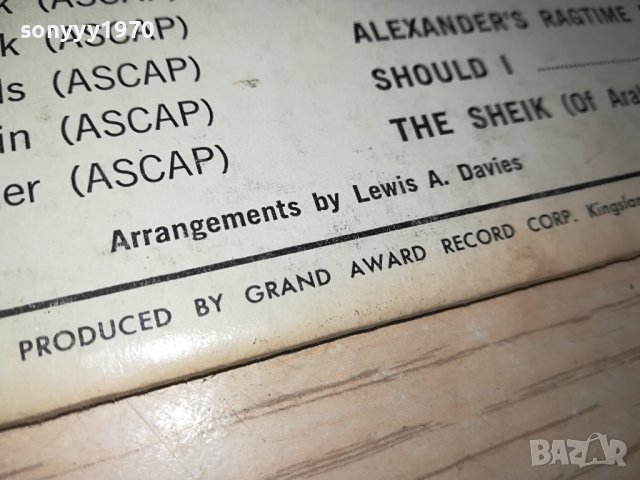 sonyyy1970
k (ASCAP)
ls (ASCAP)
in (ASCAP)
er (ASCAP)
ALEXANDER'S RAGTIME
SHOULD I
THE SHEIK (Of Ara
Arrangements by Lewis A. Davies
PRODUCED BY GRAND AWARD RECORD CORP. Kingslan
BAZAR